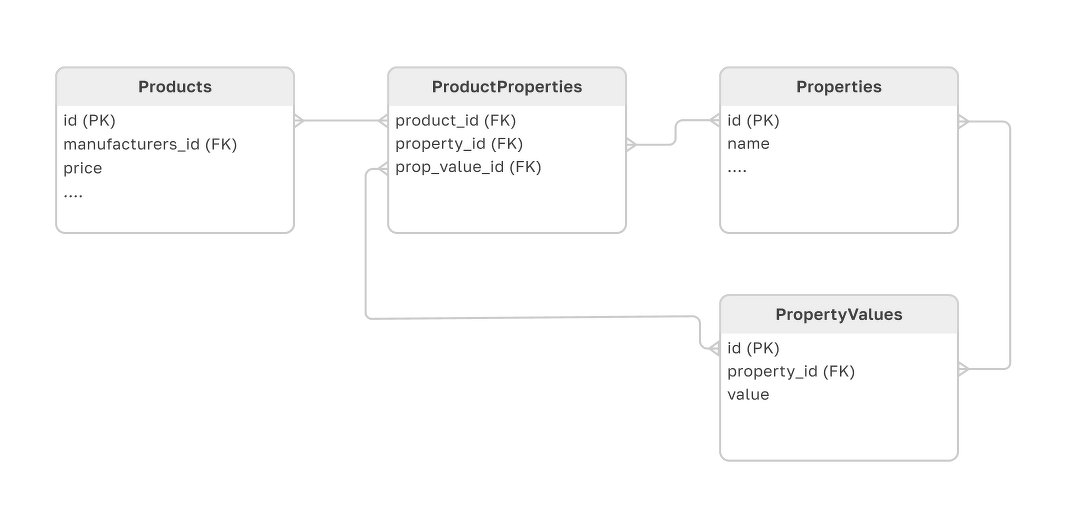 Products
id (PK)
manufacturers_id (FK)
price
....
ProductProperties
product_id (FK)
property_id (FK)
prop_value_id (FK)
Properties
id (PK)
name
....
PropertyValues
id (PK)
property_id (FK)
value